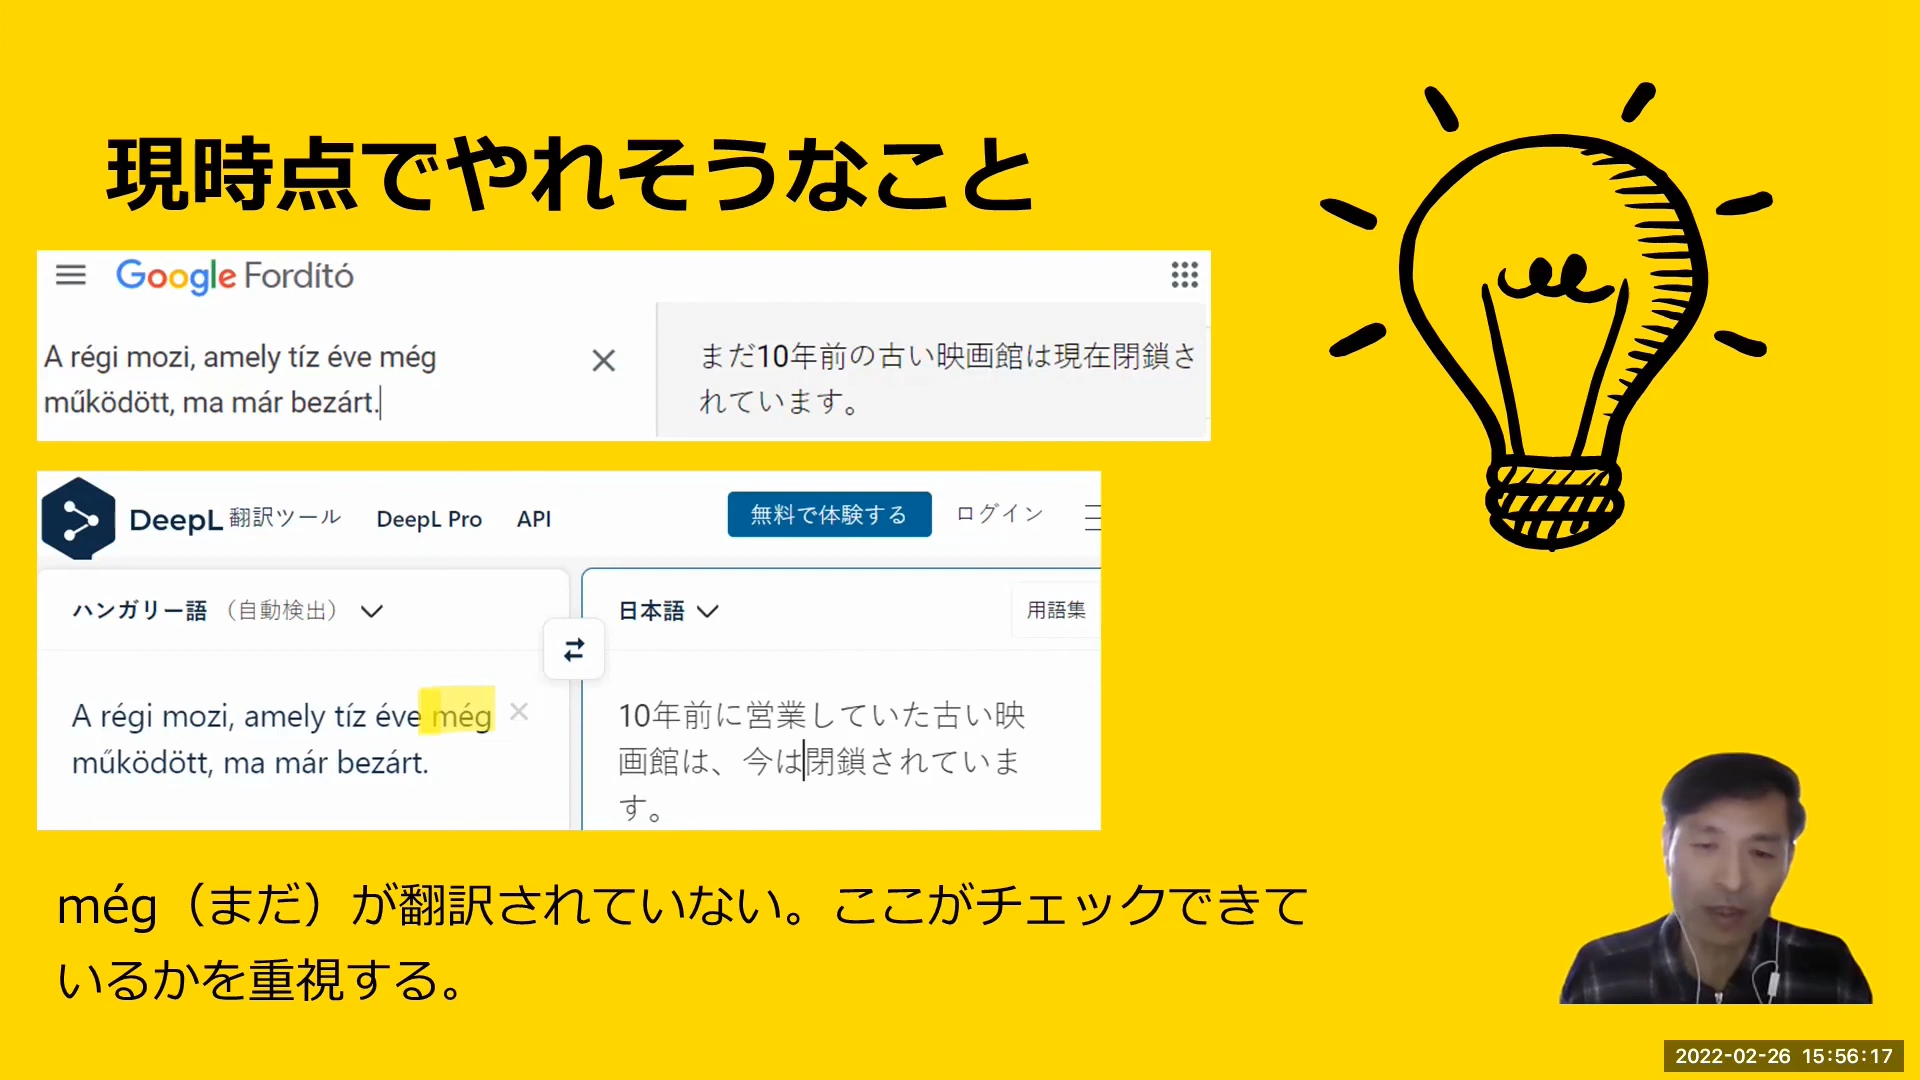 現時点でやれそうなこと
Google Fordító
A régi mozi, amely tíz éve még
működött, ma már bezárt.
まだ10年前の古い映画館は現在閉鎖さ
れています。
DeepL 翻訳ツール DeepL Pro API 無料で体験する ログイン
ハンガリー語 （自動検出） 日本語 用語集
A régi mozi, amely tíz éve még
működött, ma már bezárt.
10年前に営業していた古い映
画館は、今は閉鎖されていま
す。
még（まだ）が翻訳されていない。ここがチェックできて
いるかを重視する。
2022-02-26 15:56:17